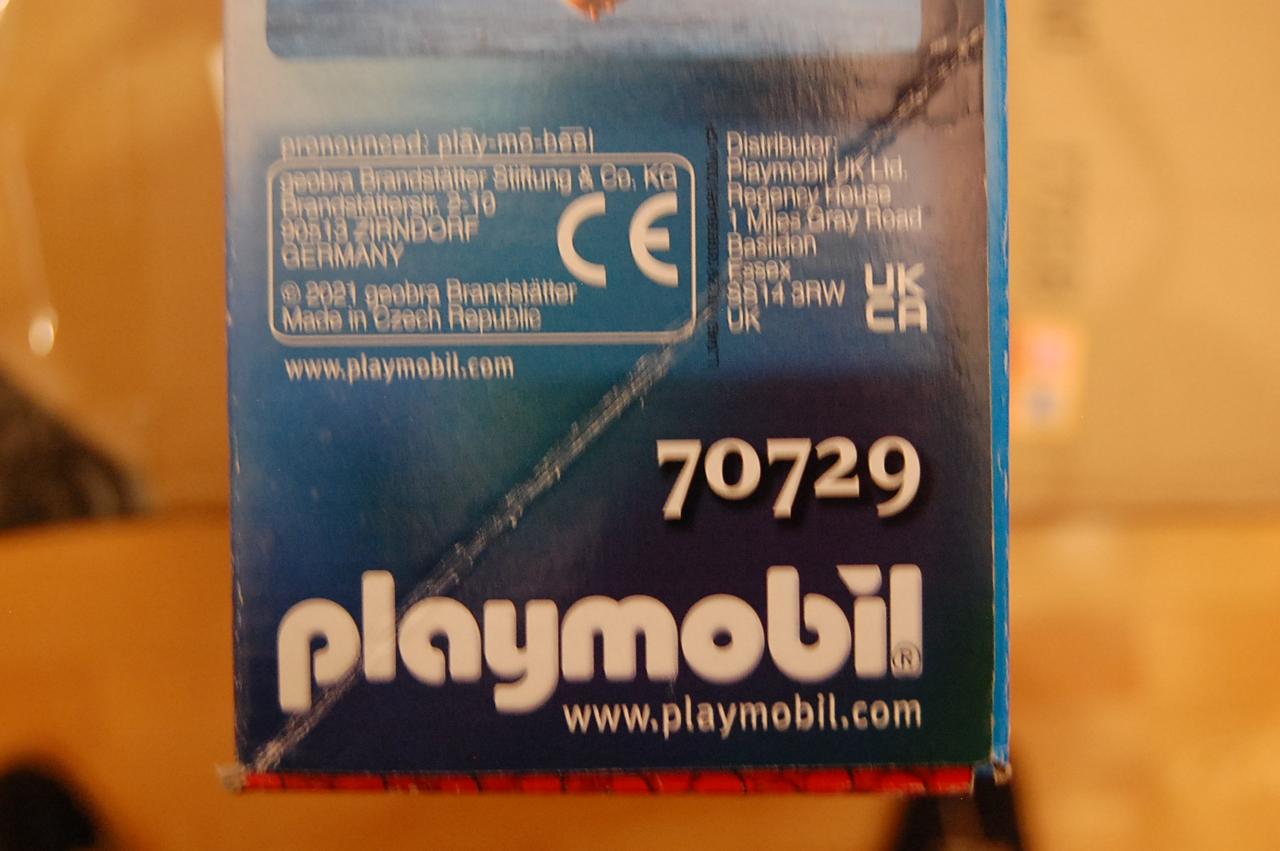 pronounced: plāy-mō-bēēl
geobra Brandstätter Stiftung & Co. KG
Brandstätterstr. 2-10
90513 ZIRNDORF
GERMANY
CE
© 2021 geobra Brandstätter
Made in Czech Republic
www.playmobil.com
Distributor:
Playmobil UK Ltd.
Regency House
1 Miles Gray Road
Basildon
Essex
SS14 3RW
UK
UK
CA
70729
playmobil®
www.playmobil.com